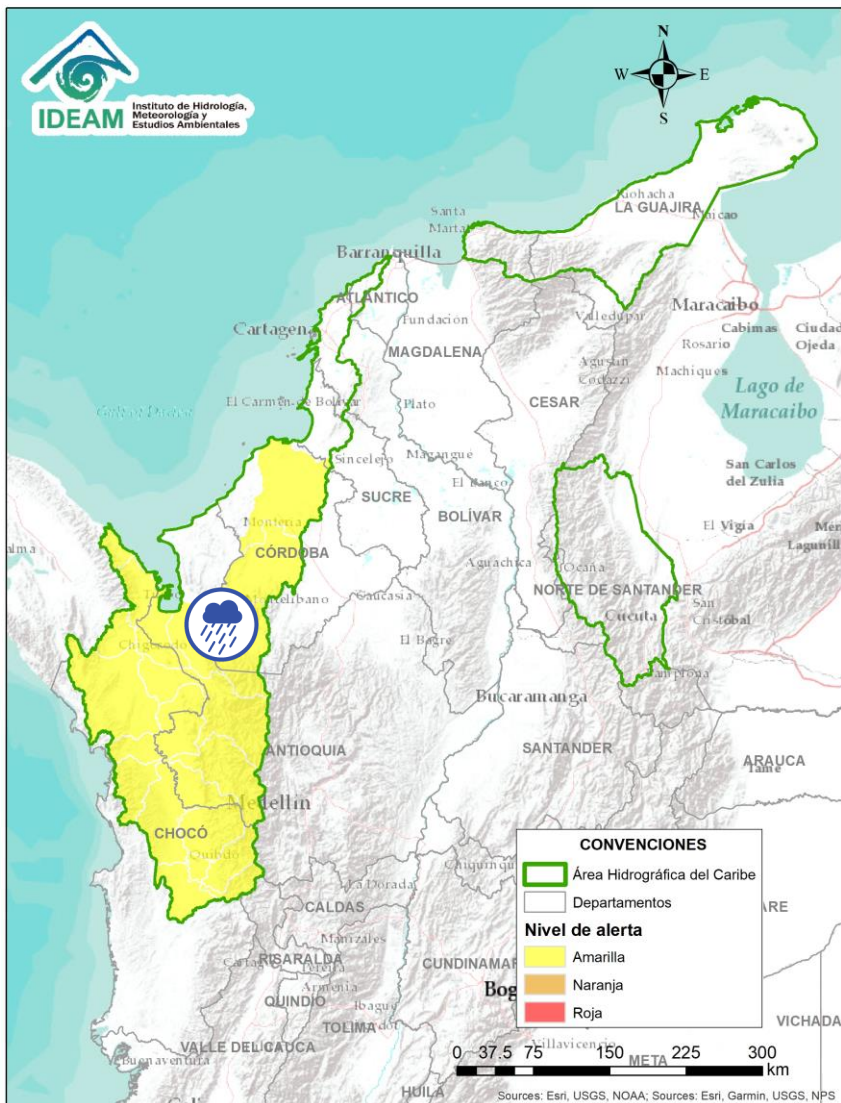 IDEAM
Instituto de Hidrología,
Meteorología y
Estudios Ambientales
N
W
E
S
Riohacha
LA GUAJIRA
Maicao
Santa
Marta
Barranquilla
ATLÁNTICO
Maracaibo
Cabimas
Ciudad
Ojeda
Cartagena
Fundación
Valledupar
Rosario
MAGDALENA
Machiques
Agustín
Codazzi
Lago de
Maracaibo
El Carmen de Bolívar
Plato
CESAR
Sincelejo
Magangué
San Carlos
del Zulia
El Banco
SUCRE
BOLÍVAR
Montería
El Vigía
CÓRDOBA
Aguachica
Ocaña
NORTE DE SANTANDER
Caucasia
Cúcuta
San
Cristóbal
El Bagre
Bucaramanga
ANTIOQUIA
SANTANDER
ARAUCA
Tame
Medellín
CHOCÓ
Quibdó
La Dorada
CALDAS
Manizales
RISARALDA
Pereira
Armenia
QUINDÍO
Ibagué
TOLIMA
VALLE DEL CAUCA
Buenaventura
HUILA
Villavicencio
META
VICHADA
CONVENCIONES
Área Hidrográfica del Caribe
Departamentos
Nivel de alerta
Amarilla
Naranja
Roja
0 37.5 75 150 225 300
km
Sources: Esri, USGS, NOAA; Sources: Esri, Garmin, USGS, NPS